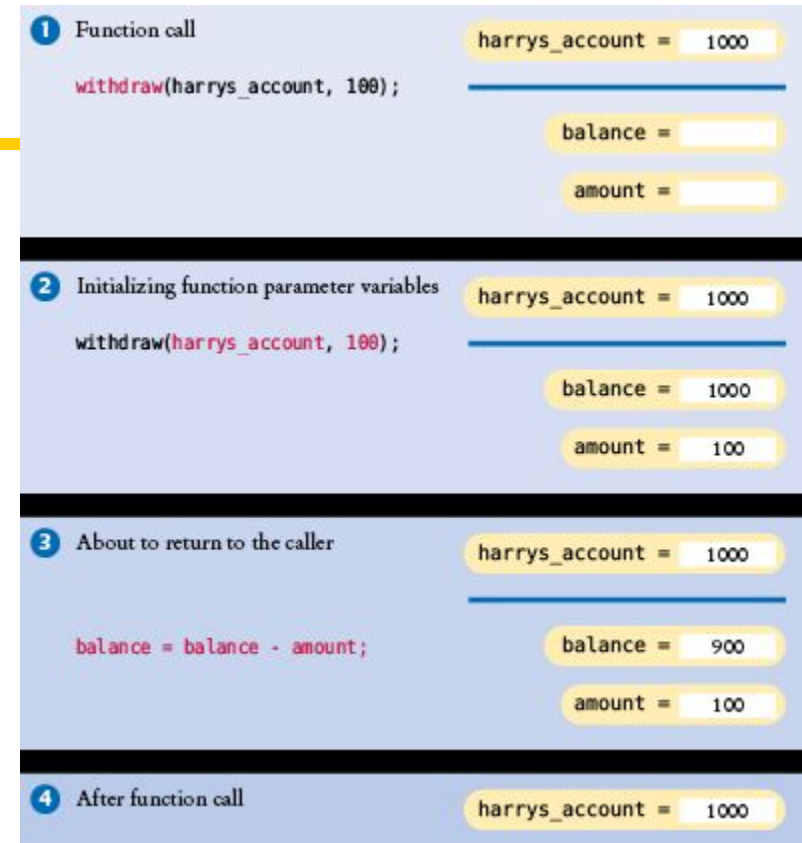 1 Function call
harrys_account = 1000
withdraw(harrys_account, 100);
balance =
amount =
2 Initializing function parameter variables
harrys_account = 1000
withdraw(harrys_account, 100);
balance = 1000
amount = 100
3 About to return to the caller
harrys_account = 1000
balance = balance - amount;
balance = 900
amount = 100
4 After function call
harrys_account = 1000